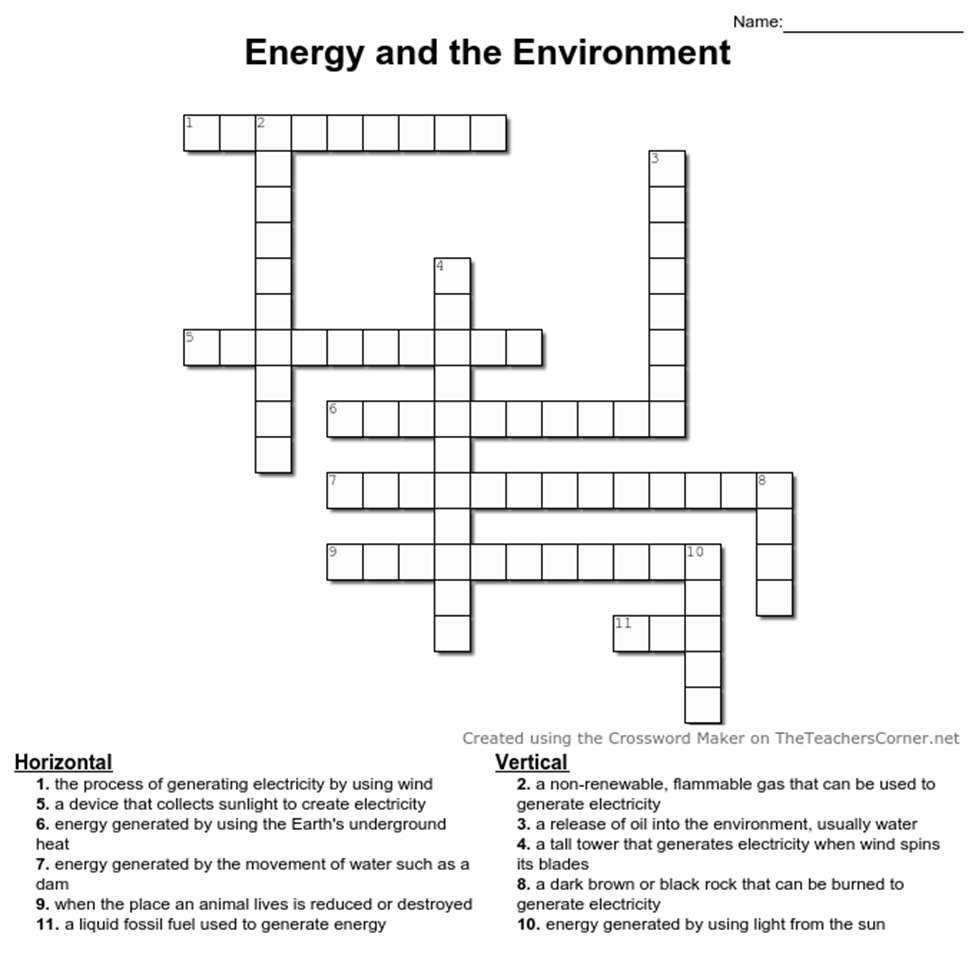 Name:
Energy and the Environment
1
2
3
4
5
6
7
8
9
10
11
Created using the Crossword Maker on TheTeachersCorner.net
Horizontal
1. the process of generating electricity by using wind
5. a device that collects sunlight to create electricity
6. energy generated by using the Earth's underground
heat
7. energy generated by the movement of water such as a
dam
9. when the place an animal lives is reduced or destroyed
11. a liquid fossil fuel used to generate energy
Vertical
2. a non-renewable, flammable gas that can be used to
generate electricity
3. a release of oil into the environment, usually water
4. a tall tower that generates electricity when wind spins
its blades
8. a dark brown or black rock that can be burned to
generate electricity
10. energy generated by using light from the sun